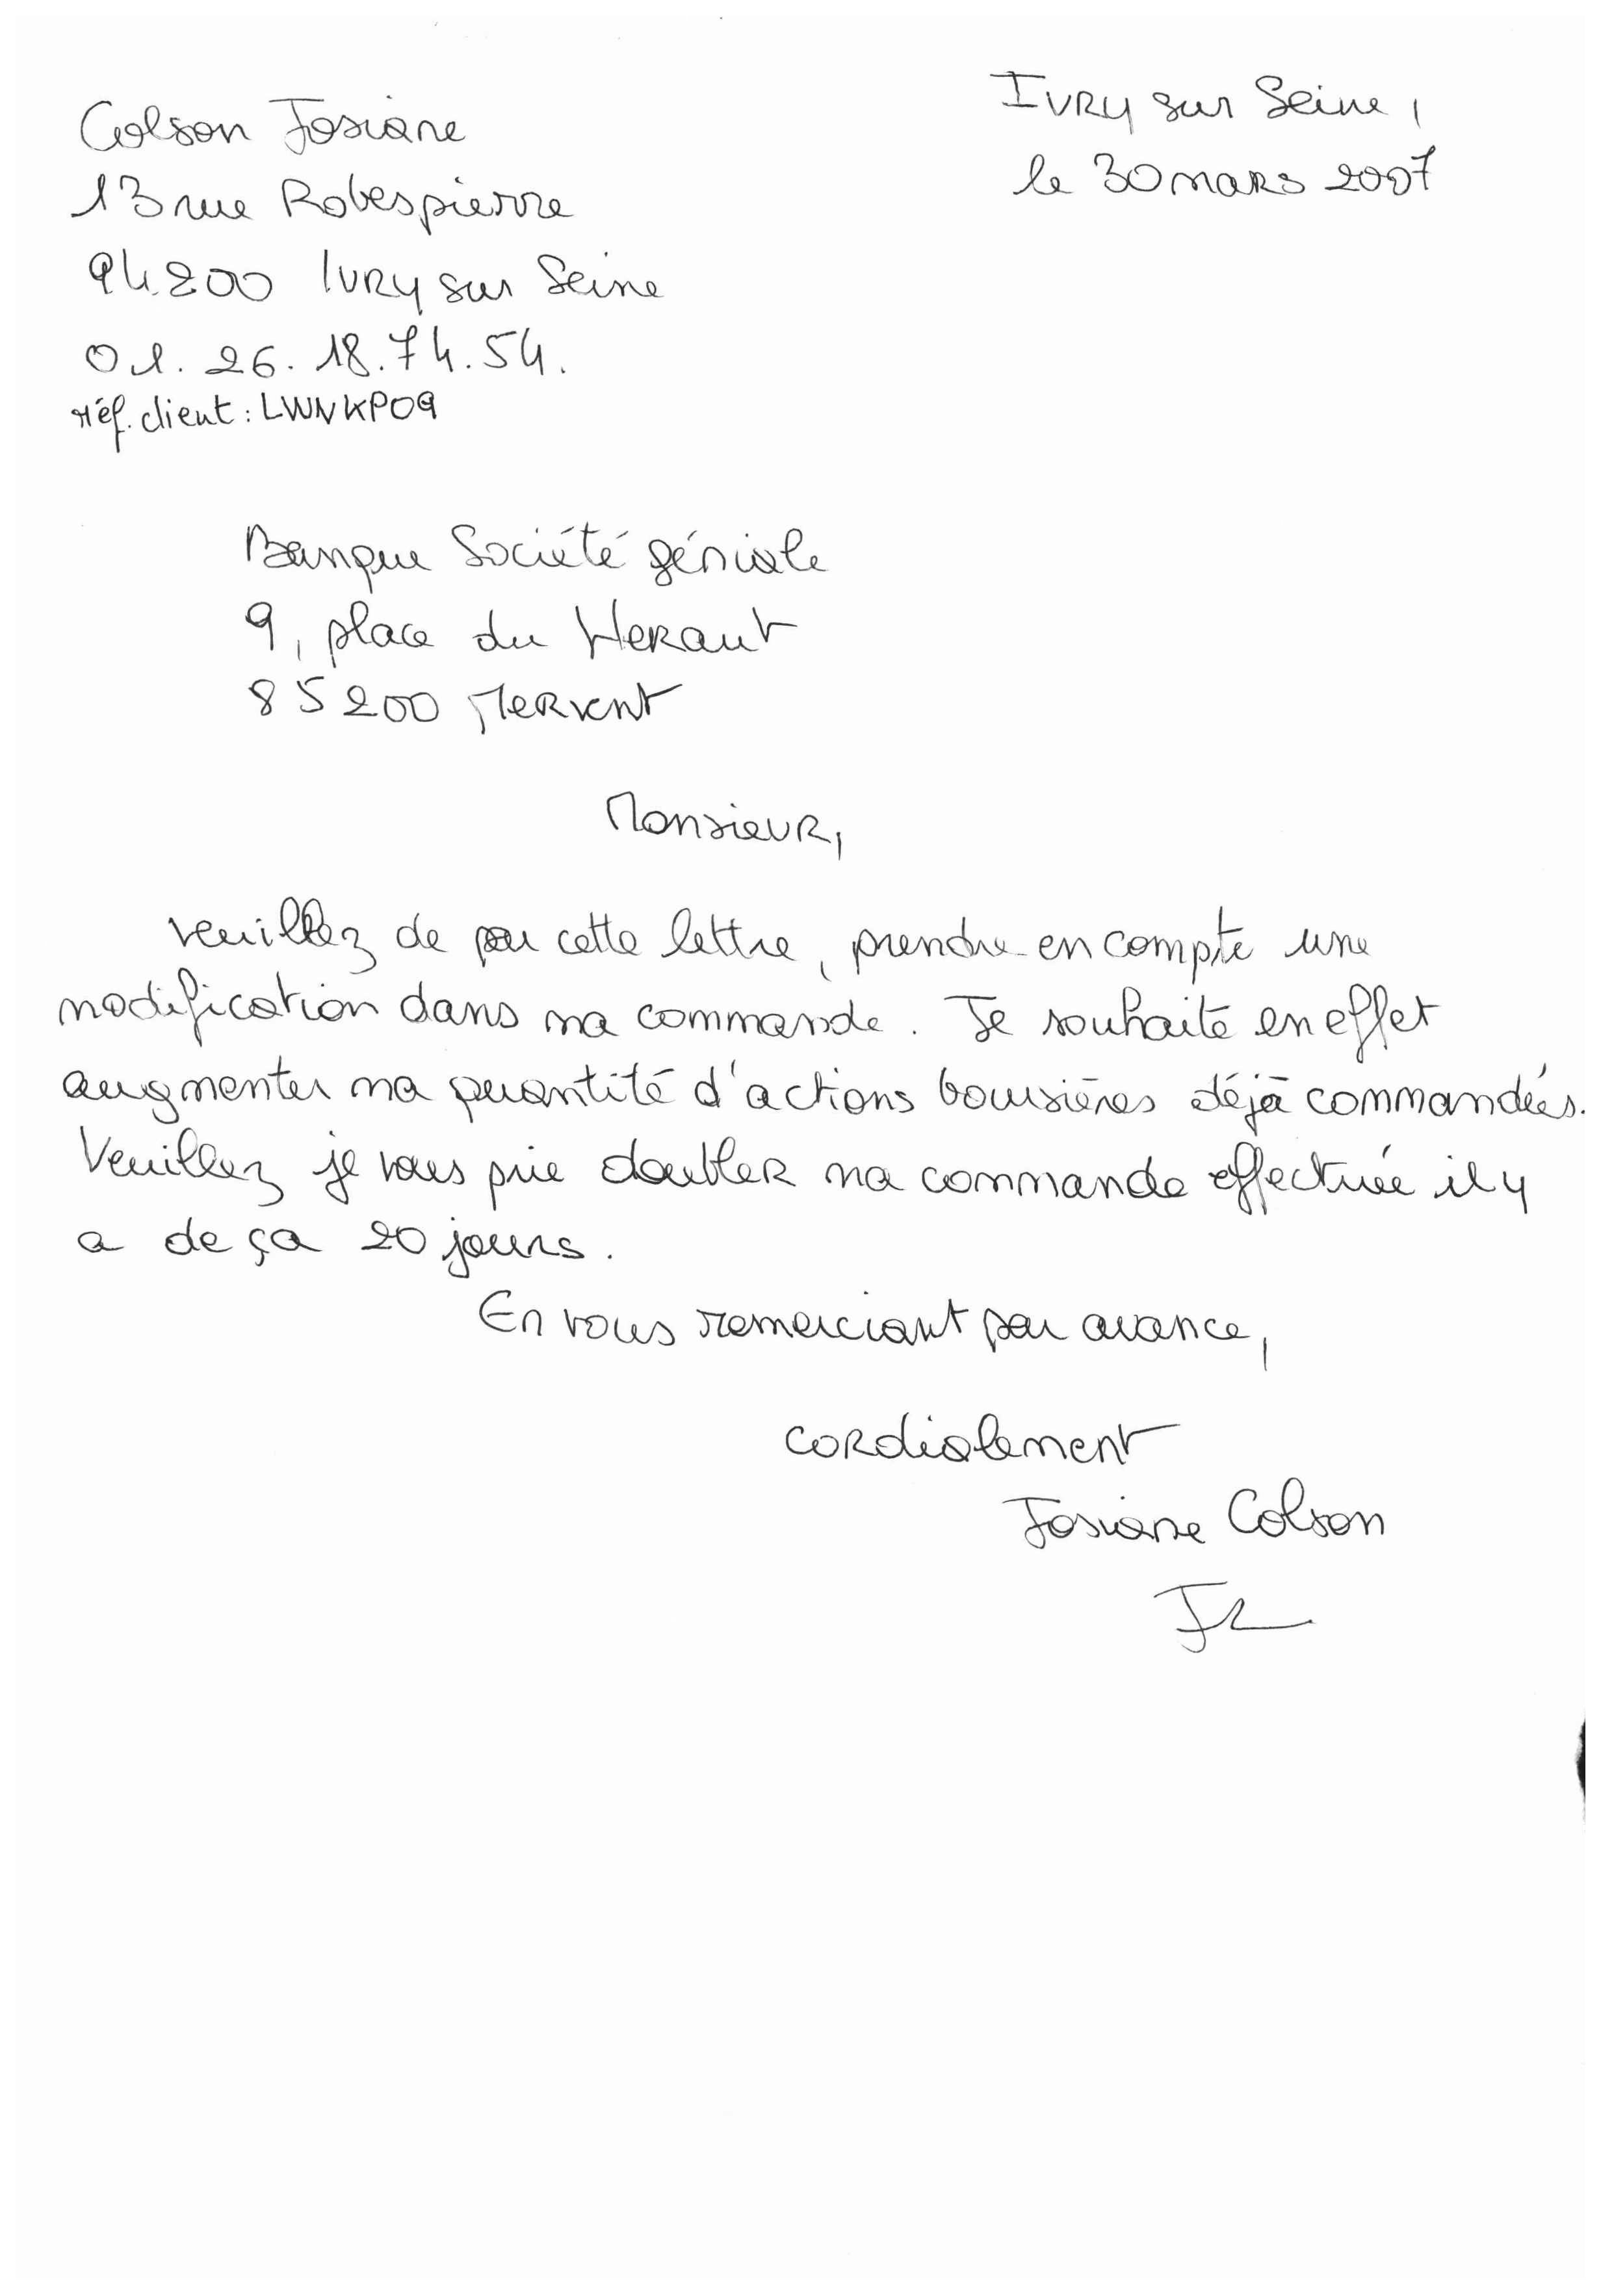 Colson Josiane
13 rue Robespierre
94200 Ivry sur Seine
01.26.18.74.54.
réf. client : LWNKP09
Ivry sur Seine,
le 30 mars 2007
Banque Société géniale
9, place du Heraut
85200 Mervent
Monsieur,
veuillez de par cette lettre, prendre en compte une
modification dans ma commande. Je souhaite en effet
augmenter ma quantité d'actions boursières déjà commandées.
Veuillez je vous prie doubler ma commande effectuée il y
a de ça 20 jours.
En vous remerciant par avance,
cordialement
Josiane Colson